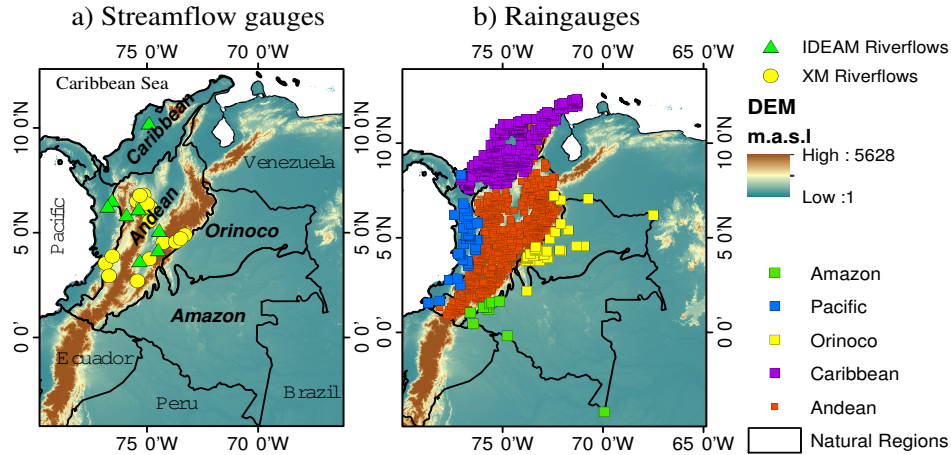 a) Streamflow gauges
b) Raingauges
75 0'W 70 0'W
75 0'W 70 0'W 65 0'W
Caribbean Sea
Caribbean
Venezuela
Pacific
Andean
Orinoco
Amazon
Ecuador
Peru
Brazil
10 0'N
5 0'N
0 0'
10 0'N
5 0'N
0 0'
75 0'W 70 0'W
75 0'W 70 0'W 65 0'W
IDEAM Riverflows
XM Riverflows
DEM
m.a.s.l
High : 5628
Low :1
Amazon
Pacific
Orinoco
Caribbean
Andean
Natural Regions